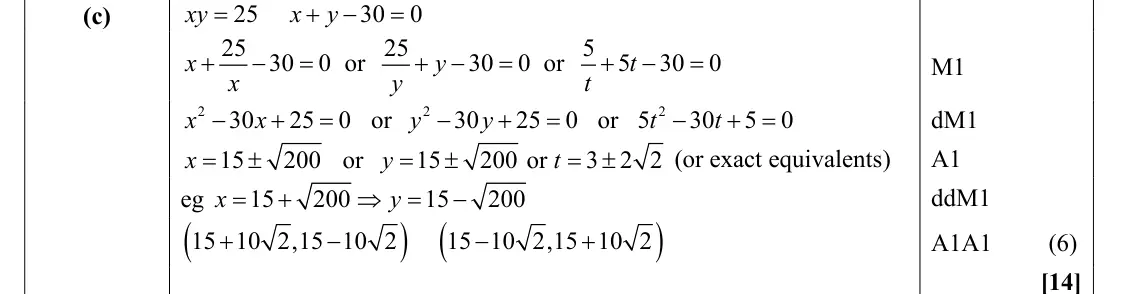 (c) xy = 25 x + y − 30 = 0
x + 25/x − 30 = 0 or 25/y + y − 30 = 0 or 5/t + 5t − 30 = 0 M1
x² − 30x + 25 = 0 or y² − 30y + 25 = 0 or 5t² − 30t + 5 = 0 dM1
x = 15 ± √200 or y = 15 ± √200 or t = 3 ± 2√2 (or exact equivalents) A1
eg x = 15 + √200 ⇒ y = 15 − √200 ddM1
(15 + 10√2, 15 − 10√2) (15 − 10√2, 15 + 10√2) A1A1 (6)
[14]